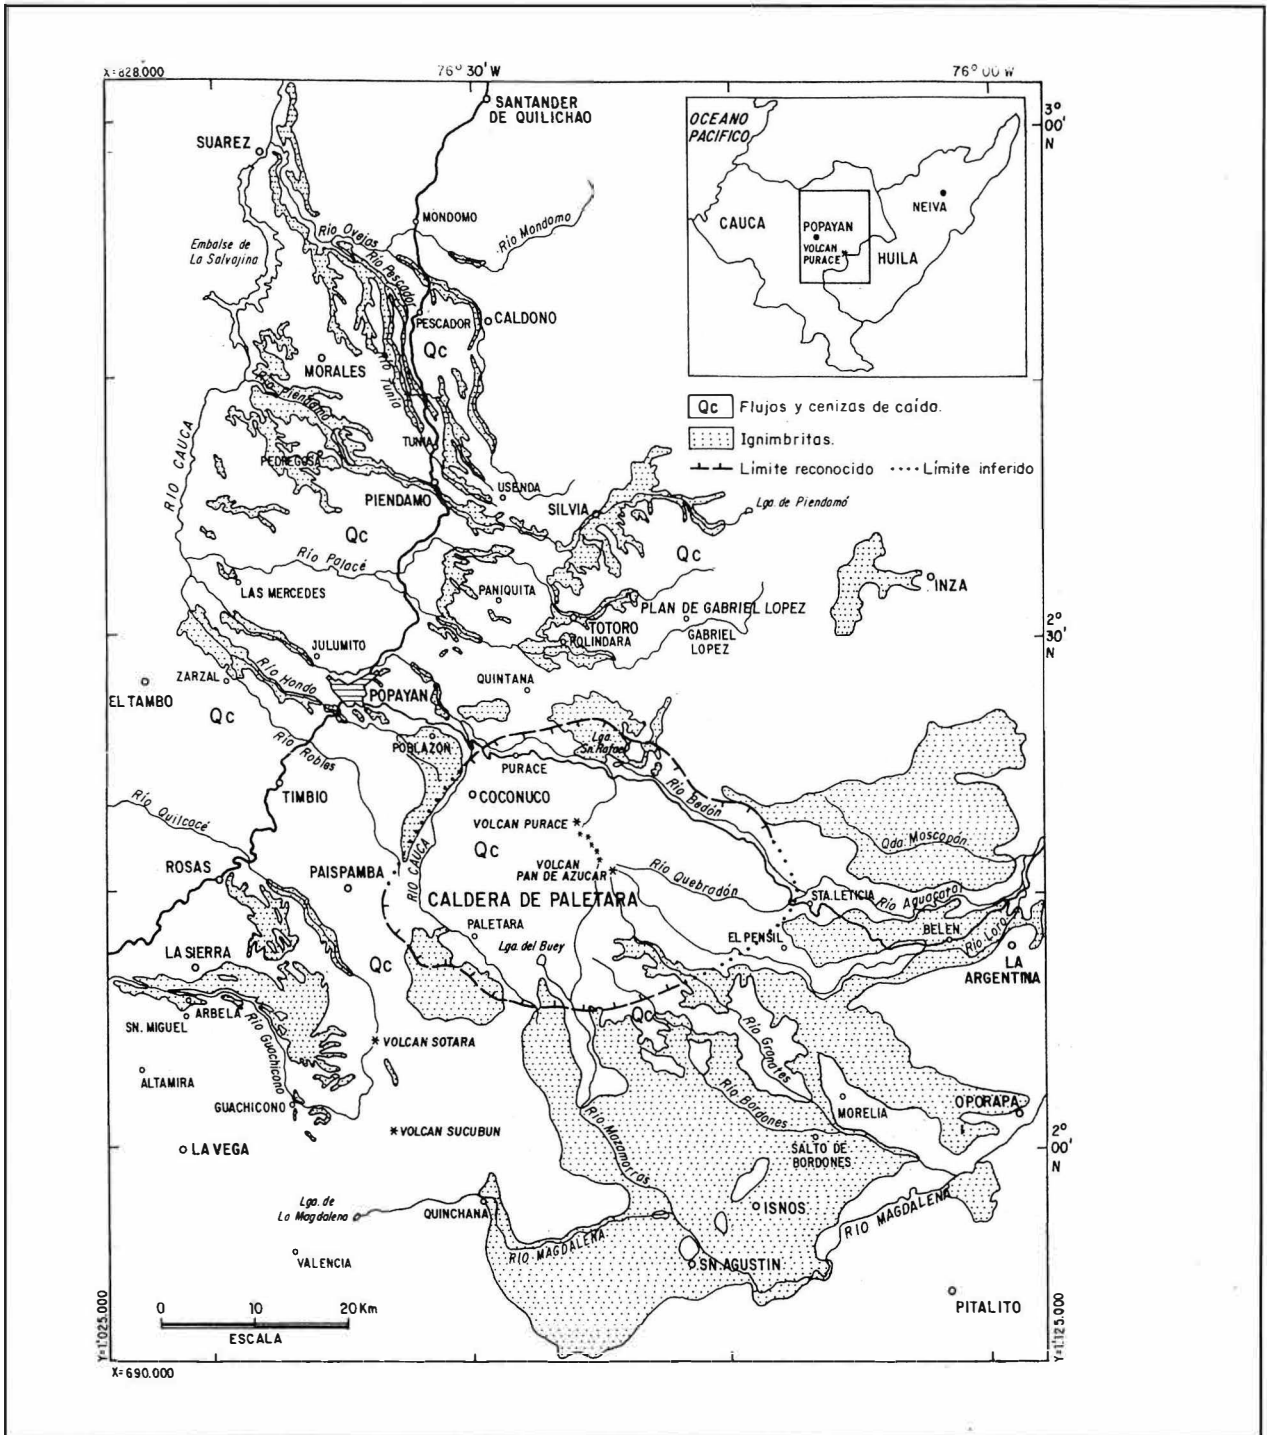 X=828.000
76° 30' W
76° 00' W
SANTANDER
DE QUILICHAO
OCEANO
PACIFICO
3°
00'
N
SUAREZ
NEIVA
CAUCA
POPAYAN
VOLCAN
PURACE
HUILA
MONDOMO
Río Mondomo
Río Ovejas
Río Pescador
Embalse de
La Salvajina
PESCADOR
CALDONO
Qc
MORALES
Río Tunía
Río Piendamo
Qc Flujos y cenizas de caída.
Ignimbritas.
Límite reconocido
Límite inferido
TUNIA
PEDREGOSA
RIO CAUCA
PIENDAMO
USENDA
SILVIA
Lga. de Piendamó
Qc
Qc
Río Palacé
INZA
LAS MERCEDES
PANIQUITA
PLAN DE GABRIEL LOPEZ
TOTORO
GABRIEL
LOPEZ
POLINDARA
2°
30'
N
JULUMITO
Río Hondo
ZARZAL
QUINTANA
EL TAMBO
POPAYAN
Qc
Río Robles
POBLAZON
Lga.
Sn. Rafael
PURACE
Río Bedón
TIMBIO
COCONUCO
Río Quilcacé
VOLCAN PURACE
Qda. Moscopán
Qc
ROSAS
PAISPAMBA
RIO CAUCA
VOLCAN
PAN DE AZUCAR
Río Quebradón
CALDERA DE PALETARA
STA. LETICIA
Río Aguacatal
PALETARA
EL PENSIL
BELEN
Río Loro
LA
ARGENTINA
Lga. del Buey
LA SIERRA
Qc
ARBELA
SN. MIGUEL
Río Guachicono
Qc
Río Granates
VOLCAN SOTARA
ALTAMIRA
GUACHICONO
Río Bordones
MORELIA
OPORAPA
Río Mazamorras
VOLCAN SUCUBUN
LA VEGA
SALTO DE
BORDONES
2°
00'
N
Lga. de
La Magdalena
QUINCHANA
ISNOS
RIO MAGDALENA
RIO MAGDALENA
VALENCIA
SN. AGUSTIN
PITALITO
0 10 20 Km
ESCALA
Y=1'025.000
Y=1'125.000
X=690.000